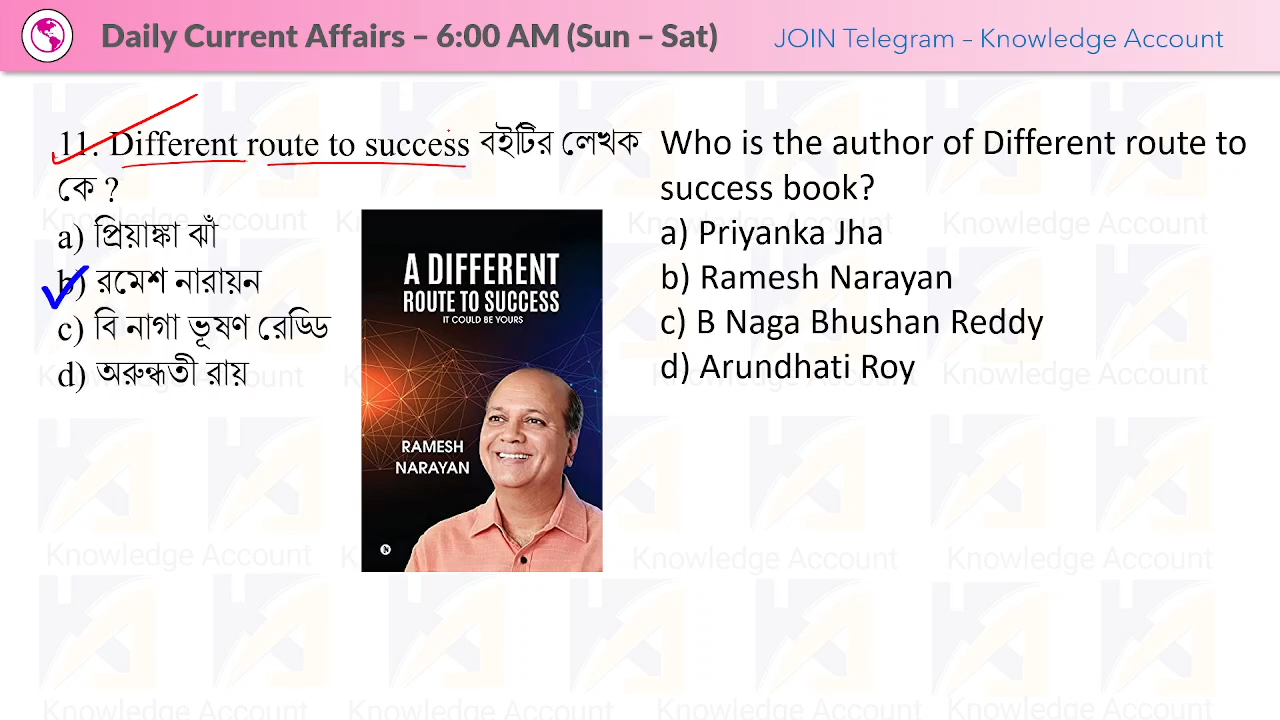 Daily Current Affairs – 6:00 AM (Sun – Sat)
JOIN Telegram – Knowledge Account
11. Different route to success বইটির লেখক
কে ?
a) প্রিয়াঙ্কা ঝাঁ
b) রমেশ নারায়ন
c) বি নাগা ভূষণ রেড্ডি
d) অরুন্ধতী রায়
A DIFFERENT
ROUTE TO SUCCESS
IT COULD BE YOURS
RAMESH
NARAYAN
Who is the author of Different route to
success book?
a) Priyanka Jha
b) Ramesh Narayan
c) B Naga Bhushan Reddy
d) Arundhati Roy
Knowledge Account